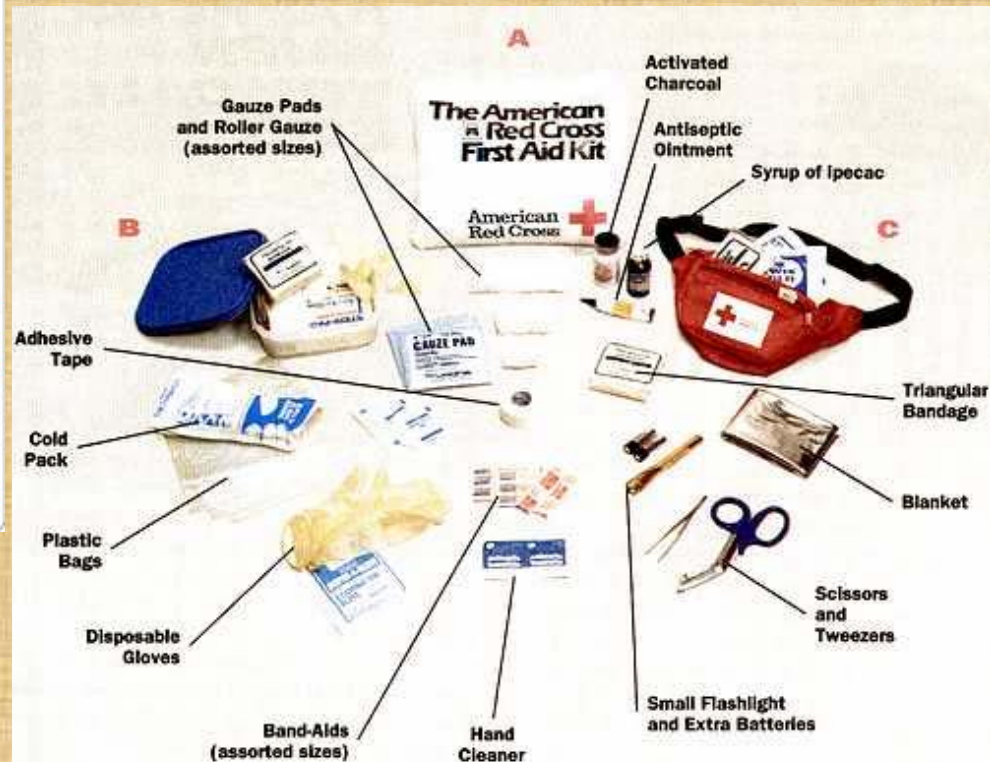 A
Activated
Charcoal
Gauze Pads
and Roller Gauze
(assorted sizes)
The American
Red Cross
First Aid Kit
Antiseptic
Ointment
Syrup of Ipecac
American
Red Cross
B
C
Adhesive
Tape
GAUZE PAD
Triangular
Bandage
Cold
Pack
Blanket
Plastic
Bags
Scissors
and
Tweezers
Disposable
Gloves
Small Flashlight
and Extra Batteries
Band-Aids
(assorted sizes)
Hand
Cleaner